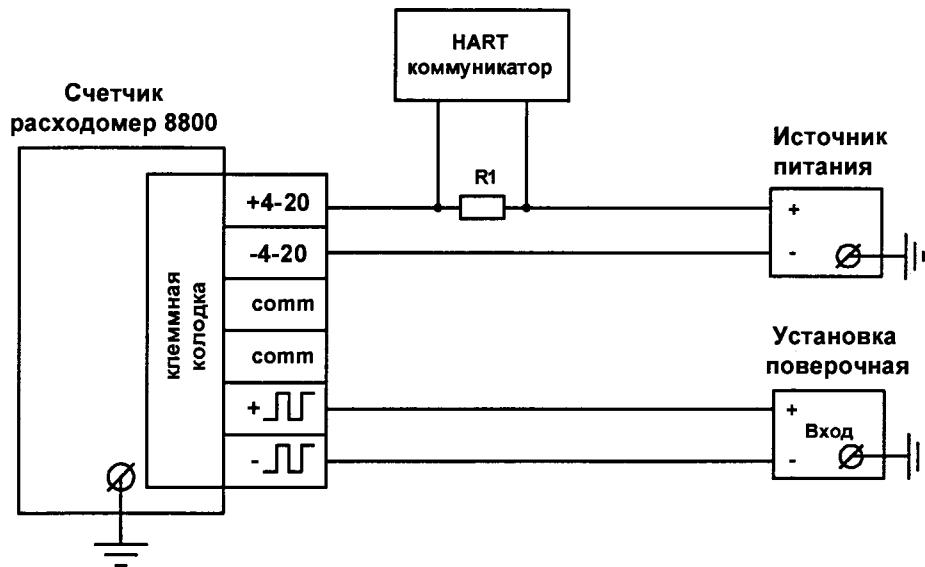 HART
коммуникатор
Счетчик
расходомер 8800
Источник
питания
R1
+4-20
+
-4-20
-
клеммная
колодка
comm
comm
Установка
поверочная
+
+
Вход
-
-